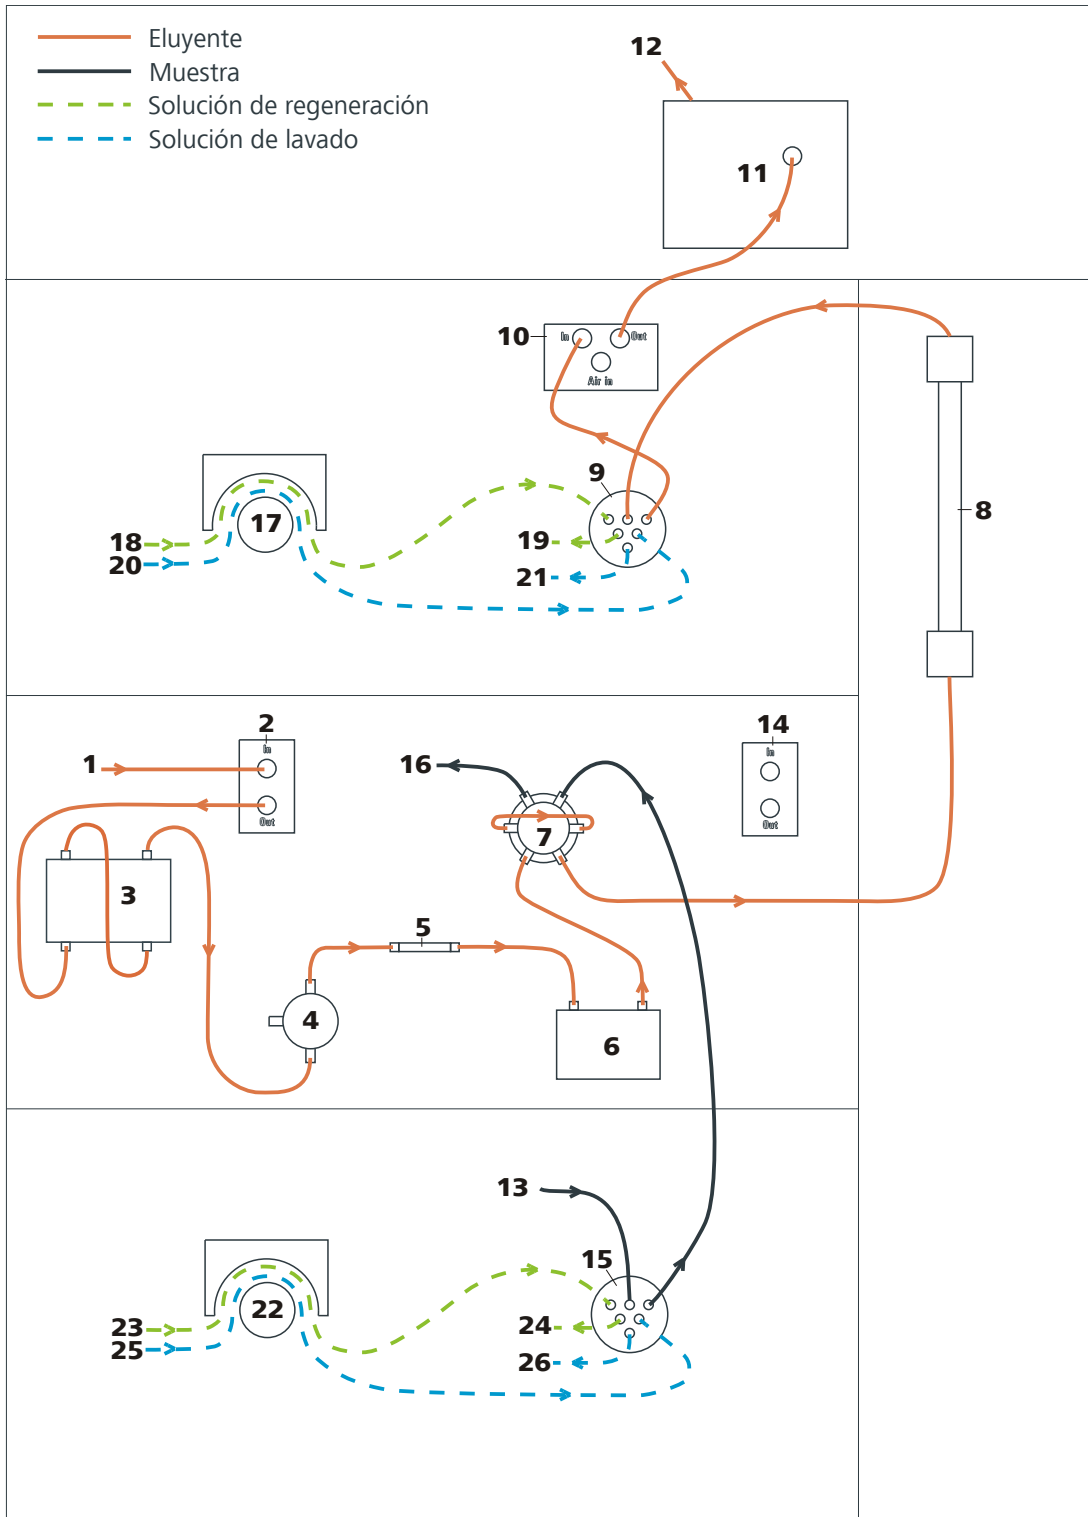 Eluyente
Muestra
Solución de regeneración
Solución de lavado
12
11
10
In
Out
Air in
9
8
17
18
20
19
21
2
In
Out
1
14
In
Out
16
7
3
5
4
6
13
15
22
23
25
24
26